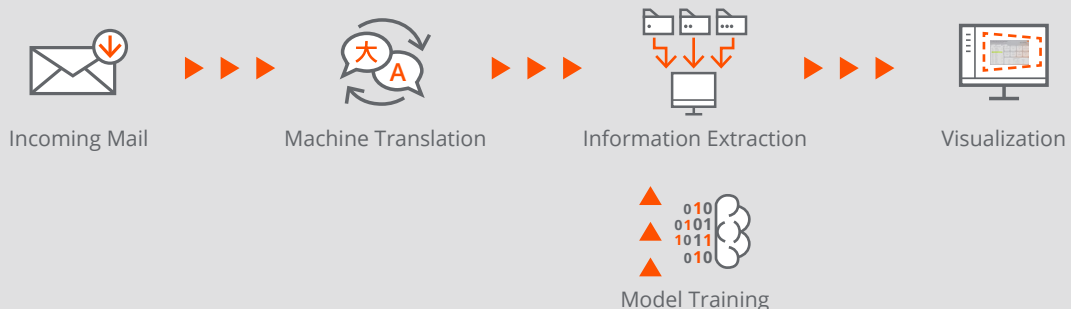 大
A
Incoming Mail
Machine Translation
Information Extraction
Visualization
010
0101
1011
010
Model Training